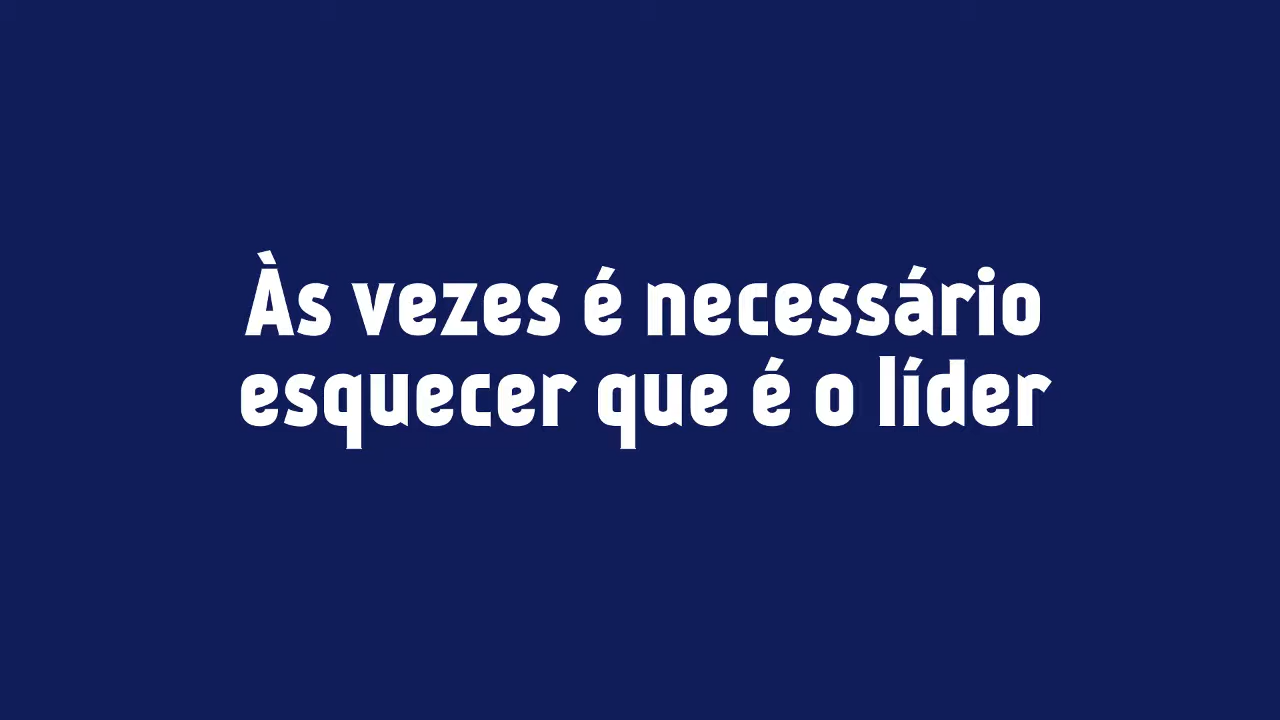 Às vezes é necessário
esquecer que é o líder